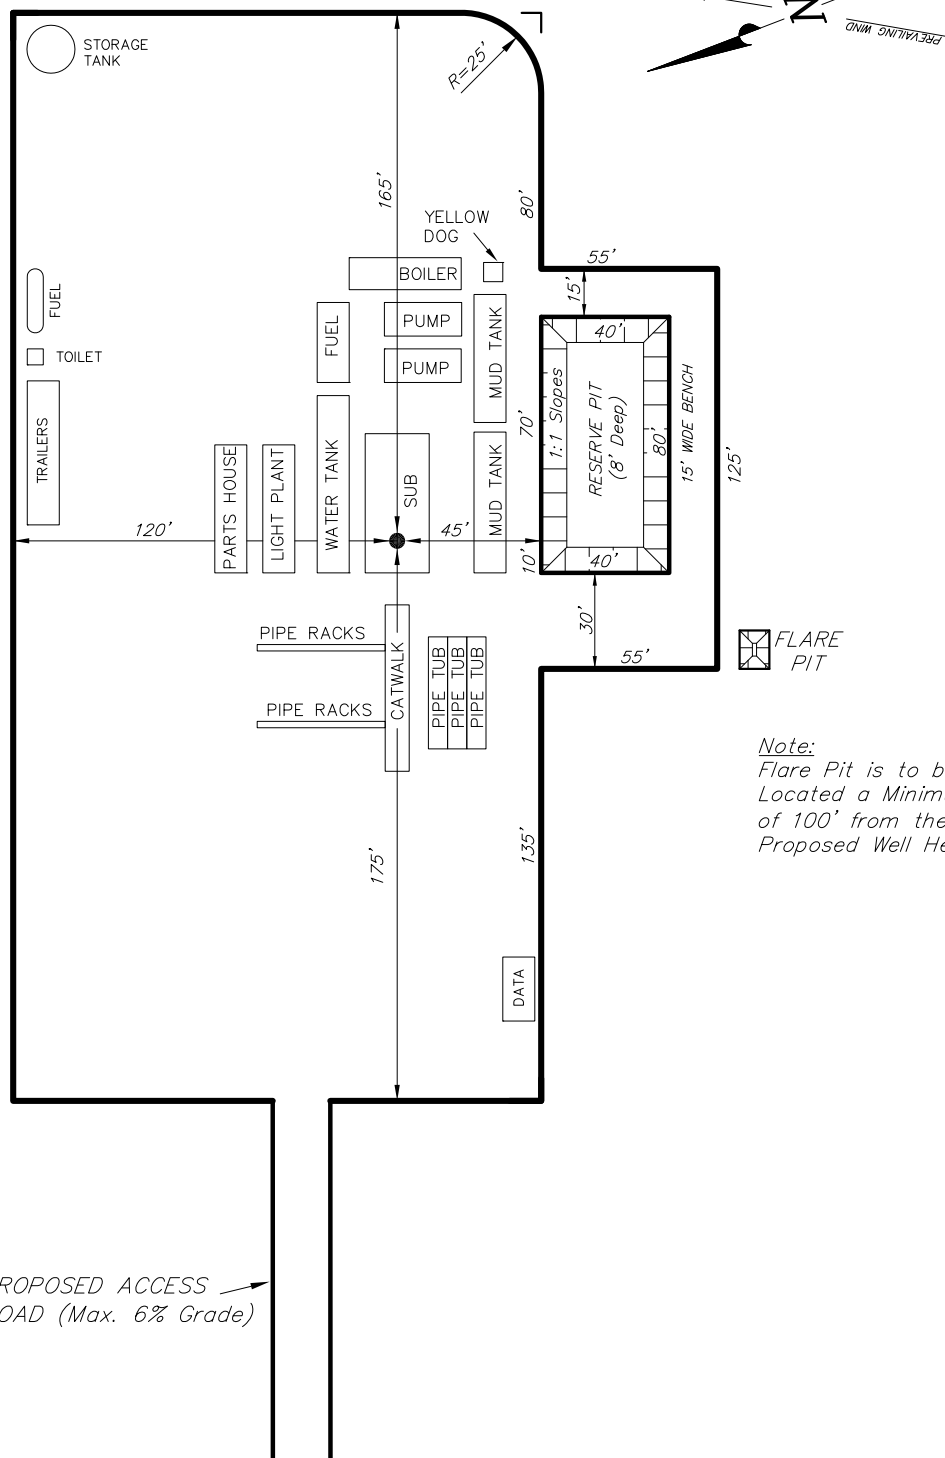 N
PREVAILING WIND
STORAGE
TANK
R=25'
165'
80'
YELLOW
DOG
55'
15'
BOILER
FUEL
FUEL
PUMP
MUD TANK
40'
TOILET
PUMP
1:1 Slopes
RESERVE PIT
(8' Deep)
80'
15' WIDE BENCH
125'
70'
TRAILERS
PARTS HOUSE
LIGHT PLANT
WATER TANK
SUB
MUD TANK
120'
45'
10'
40'
30'
PIPE RACKS
CATWALK
PIPE TUB
PIPE TUB
PIPE TUB
55'
FLARE
PIT
PIPE RACKS
Note:
Flare Pit is to b
Located a Minim
of 100' from the
Proposed Well He
175'
135'
DATA
ROPOSED ACCESS
OAD (Max. 6% Grade)